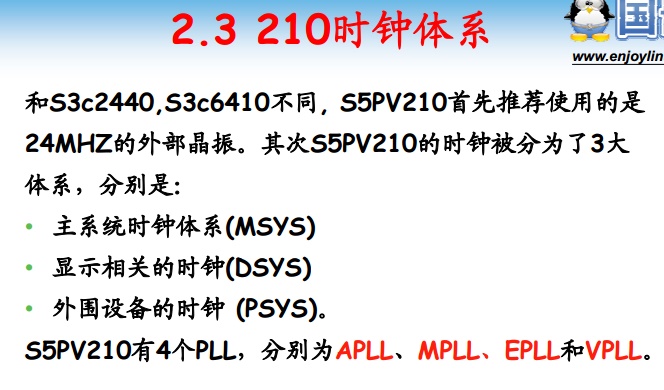 2.3 210时钟体系
www.enjoylin
和S3c2440,S3c6410不同, S5PV210首先推荐使用的是
24MHZ的外部晶振。其次S5PV210的时钟被分为了3大
体系，分别是:
• 主系统时钟体系(MSYS)
• 显示相关的时钟(DSYS)
• 外围设备的时钟 (PSYS)。
S5PV210有4个PLL，分别为APLL、MPLL、EPLL和VPLL。